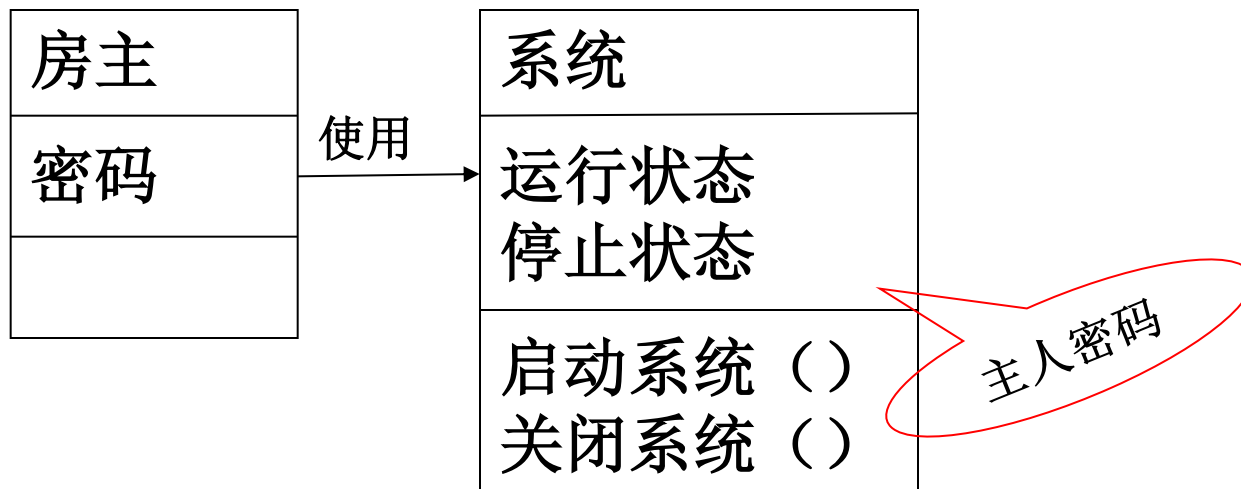 房主
密码
使用
系统
运行状态
停止状态
启动系统（）
关闭系统（）
主人密码